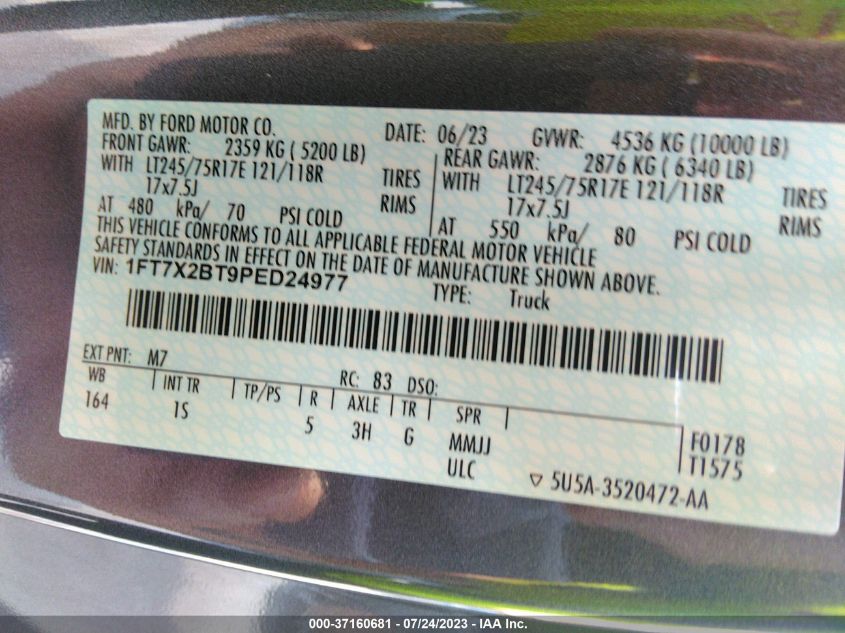 MFD. BY FORD MOTOR CO. DATE: 06/23 GVWR: 4536 KG (10000 LB)
FRONT GAWR: 2359 KG ( 5200 LB) REAR GAWR: 2876 KG ( 6340 LB)
WITH LT245/75R17E 121/118R TIRES WITH LT245/75R17E 121/118R TIRES
17x7.5J RIMS 17x7.5J RIMS
AT 480 kPa/ 70 PSI COLD AT 550 kPa/ 80 PSI COLD
THIS VEHICLE CONFORMS TO ALL APPLICABLE FEDERAL MOTOR VEHICLE
SAFETY STANDARDS IN EFFECT ON THE DATE OF MANUFACTURE SHOWN ABOVE.
VIN: 1FT7X2BT9PED24977 TYPE: Truck
EXT PNT: M7 RC: 83 DSO:
WB INT TR TP/PS R AXLE TR SPR
164 1S 5 3H G MMJJ F0178
ULC T1575
▽ 5U5A-3520472-AA
000-37160681 - 07/24/2023 - IAA Inc.